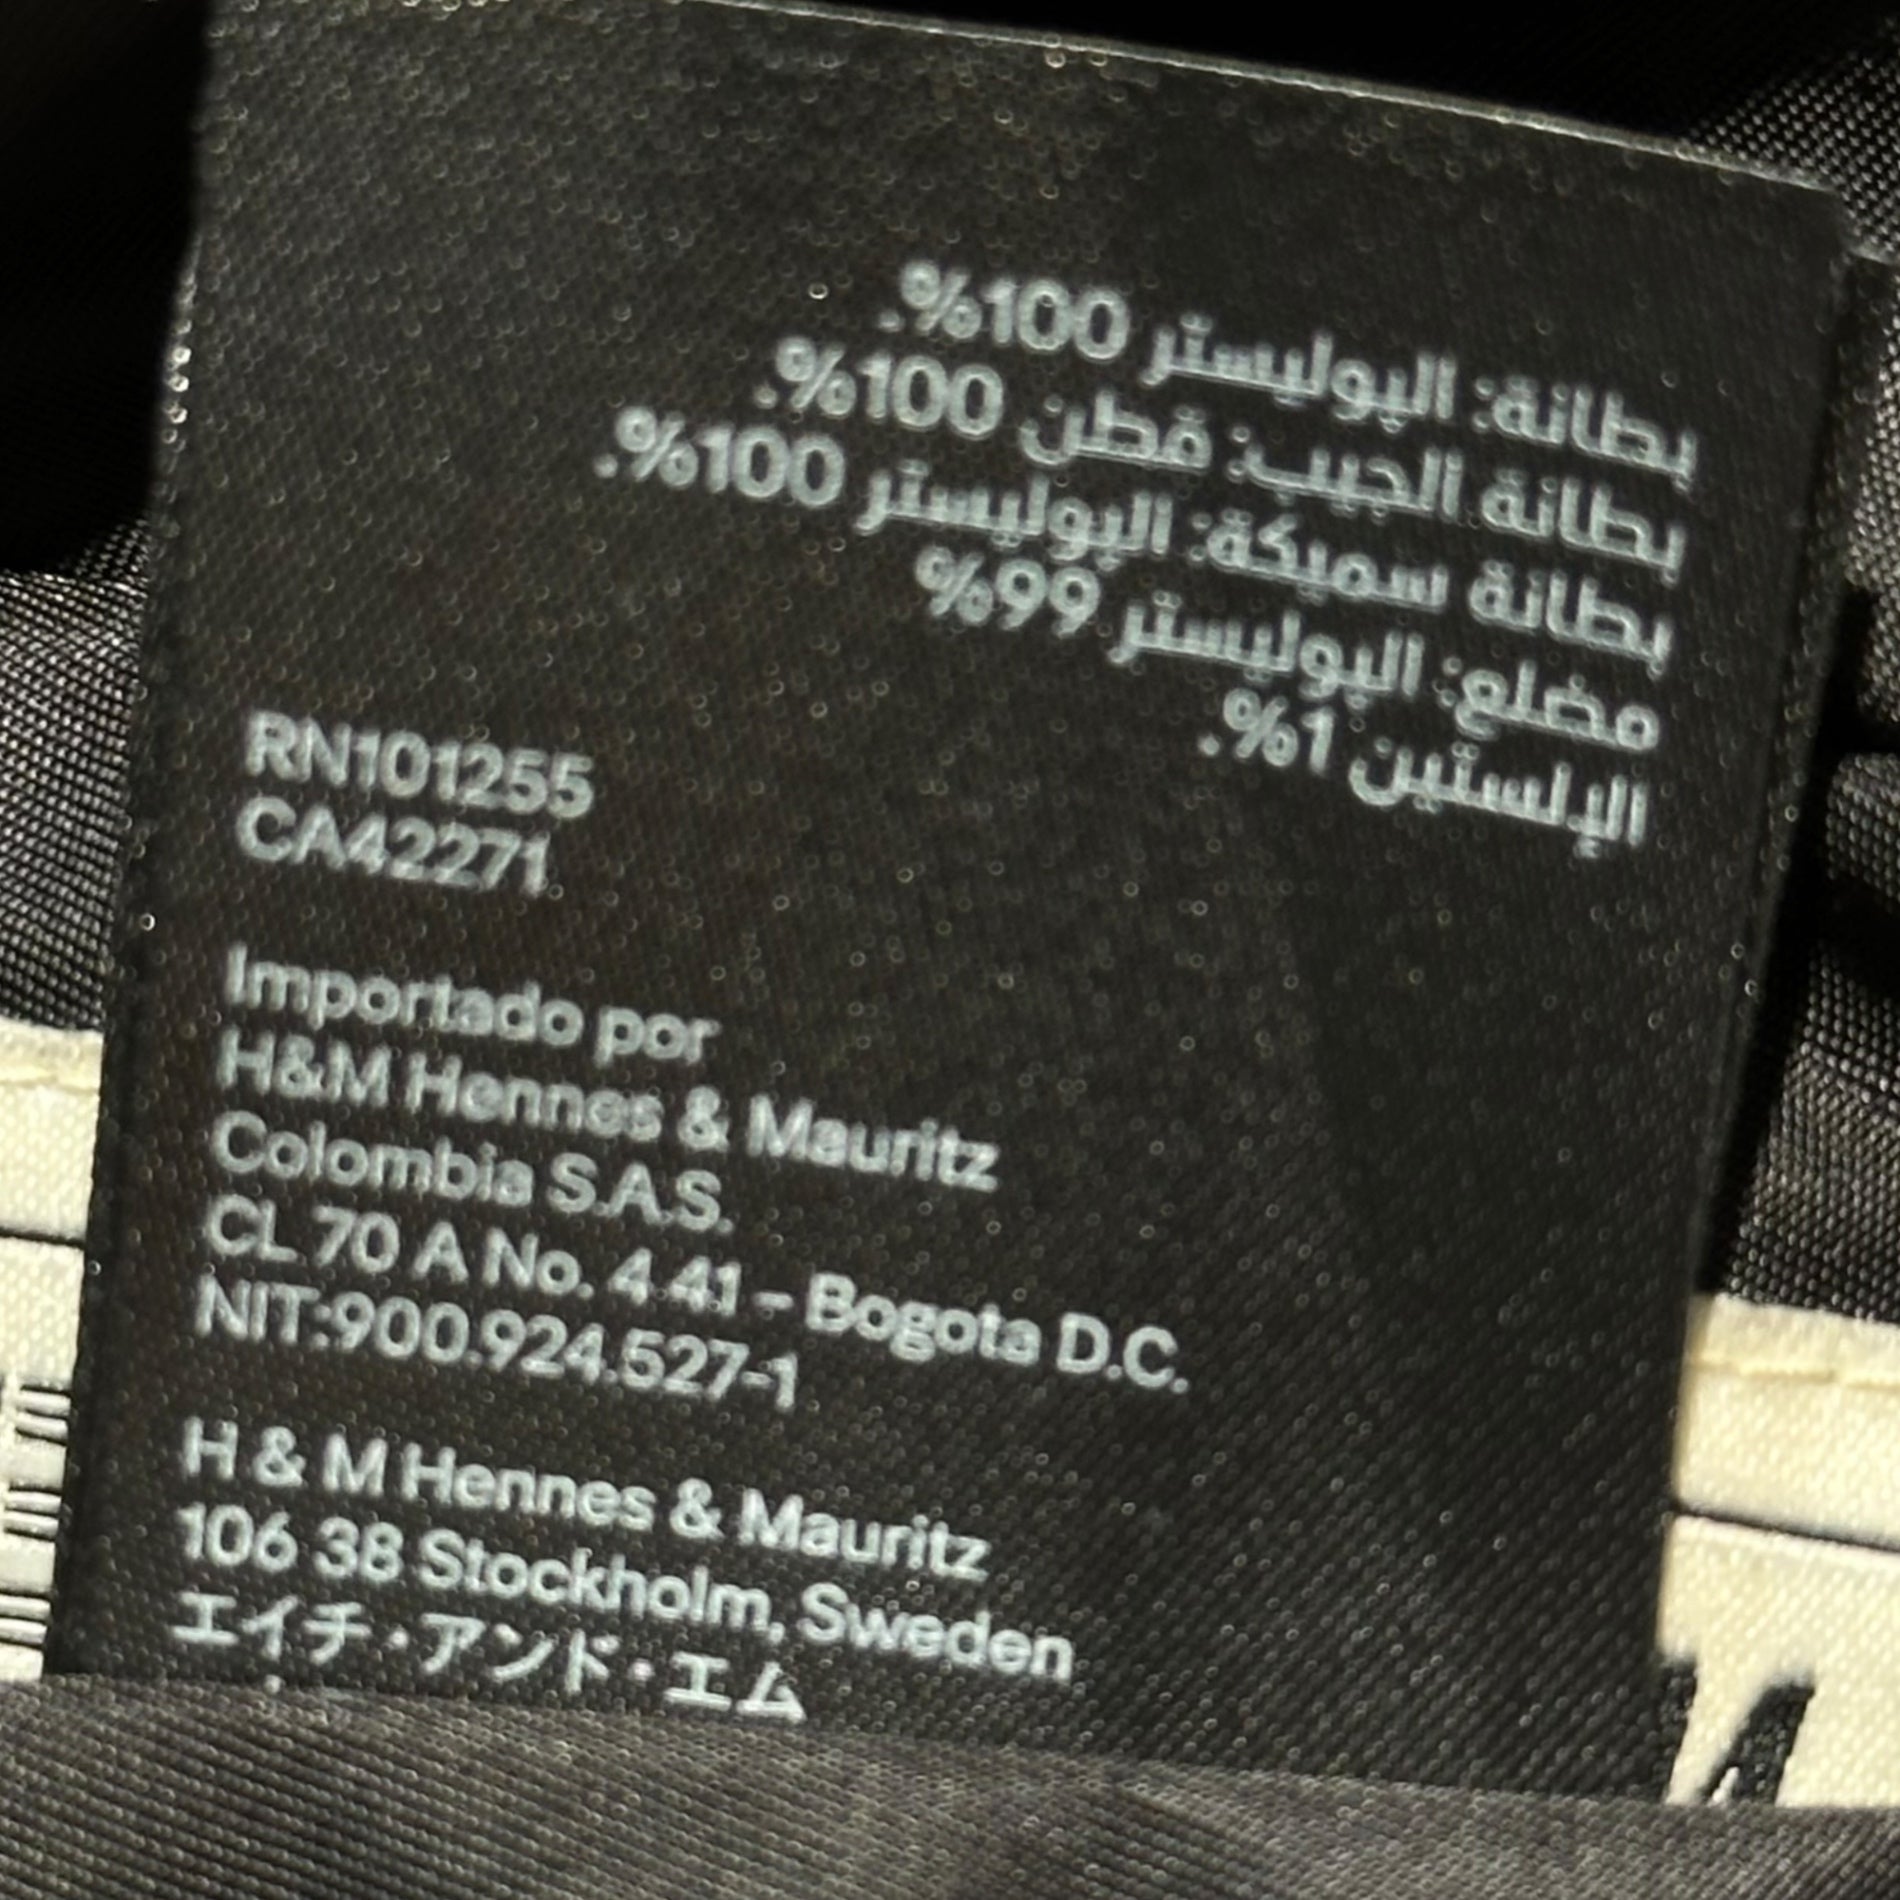 بطانة: البوليستر 100%.
بطانة الجيب: قطن 100%.
بطانة سميكة: البوليستر 100%.
مضلع: البوليستر 99%
الإلستين 1%.
RN101255
CA42271
Importado por
H&M Hennes & Mauritz
Colombia S.A.S.
CL 70 A No. 4 41 - Bogota D.C.
NIT:900.924.527-1
H & M Hennes & Mauritz
106 38 Stockholm, Sweden
エイチ・アンド・エム